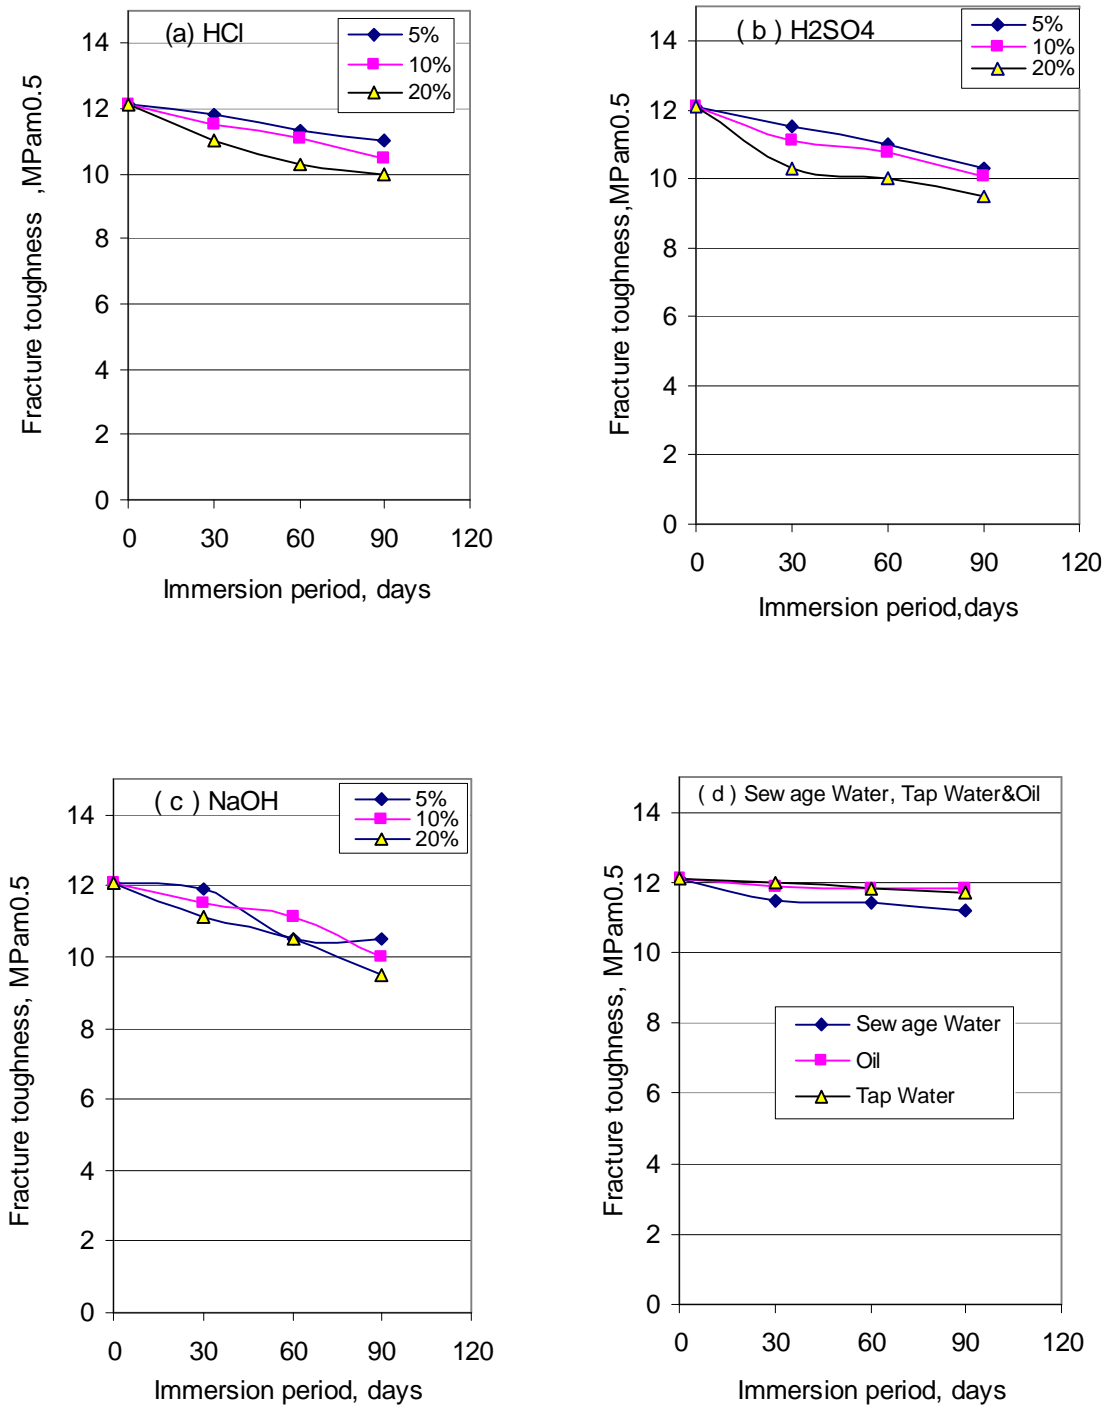 (a) HCl
5%
10%
20%
14
12
10
8
6
4
2
0
0 30 60 90 120
Fracture toughness ,MPam0.5
Immersion period, days
( b ) H2SO4
5%
10%
20%
14
12
10
8
6
4
2
0
0 30 60 90 120
Fracture toughness,MPam0.5
Immersion period,days
( c ) NaOH
5%
10%
20%
14
12
10
8
6
4
2
0
0 30 60 90 120
Fracture toughness, MPam0.5
Immersion period, days
( d ) Sewage Water, Tap Water&Oil
14
12
10
8
6
4
2
0
Sewage Water
Oil
Tap Water
0 30 60 90 120
Fracture toughness, MPam0.5
Immersion period, days